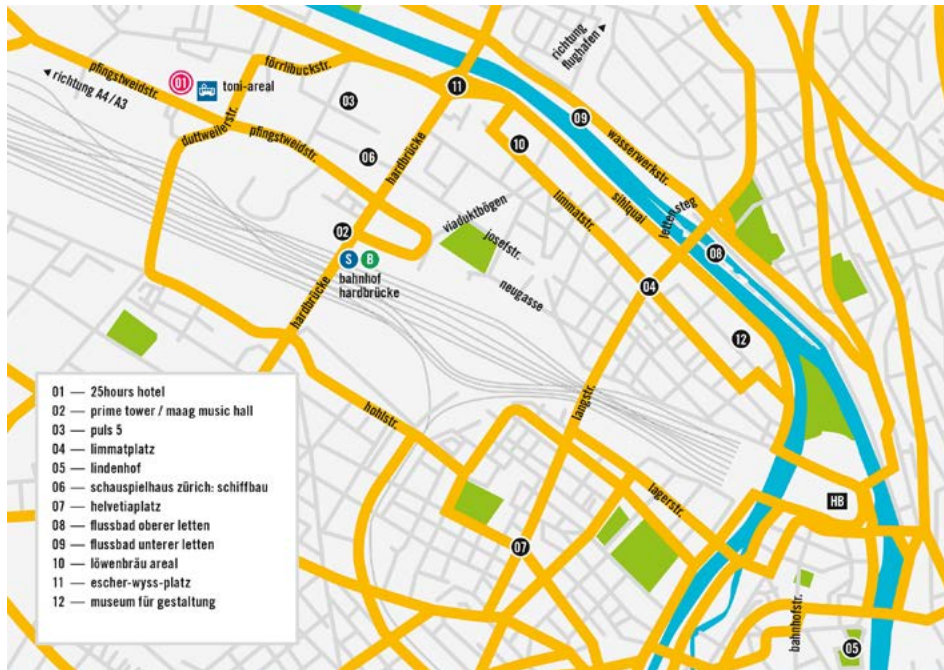 richtung
flughafen
pfingstweidstr.
richtung A4/A3
01
toni-areal
förrlibuckstr.
03
11
09
wasserwerkstr.
duttweilerstr.
pfingstweidstr.
06
hardbrücke
10
limmatstr.
sihlquai
lettensteg
08
02
S B
bahnhof
hardbrücke
viaduktbögen
josefstr.
neugasse
04
12
hardbrücke
hohlstr.
langstr.
lagerstr.
HB
07
bahnhofstr.
05
01 — 25hours hotel
02 — prime tower / maag music hall
03 — puls 5
04 — limmatplatz
05 — lindenhof
06 — schauspielhaus zürich: schiffbau
07 — helvetiaplatz
08 — flussbad oberer letten
09 — flussbad unterer letten
10 — löwenbräu areal
11 — escher-wyss-platz
12 — museum für gestaltung